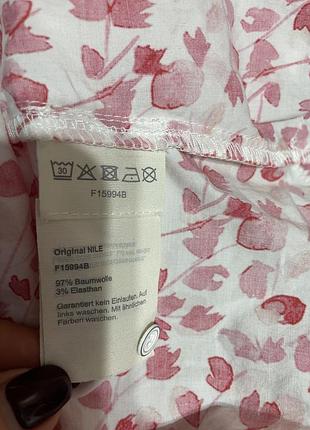 30
F15994B
Original NILE
F15994B
97% Baumwolle
3% Elasthan
Garantiert kein Einlaufen. Auf
links waschen. Mit ähnlichen
Farben waschen.